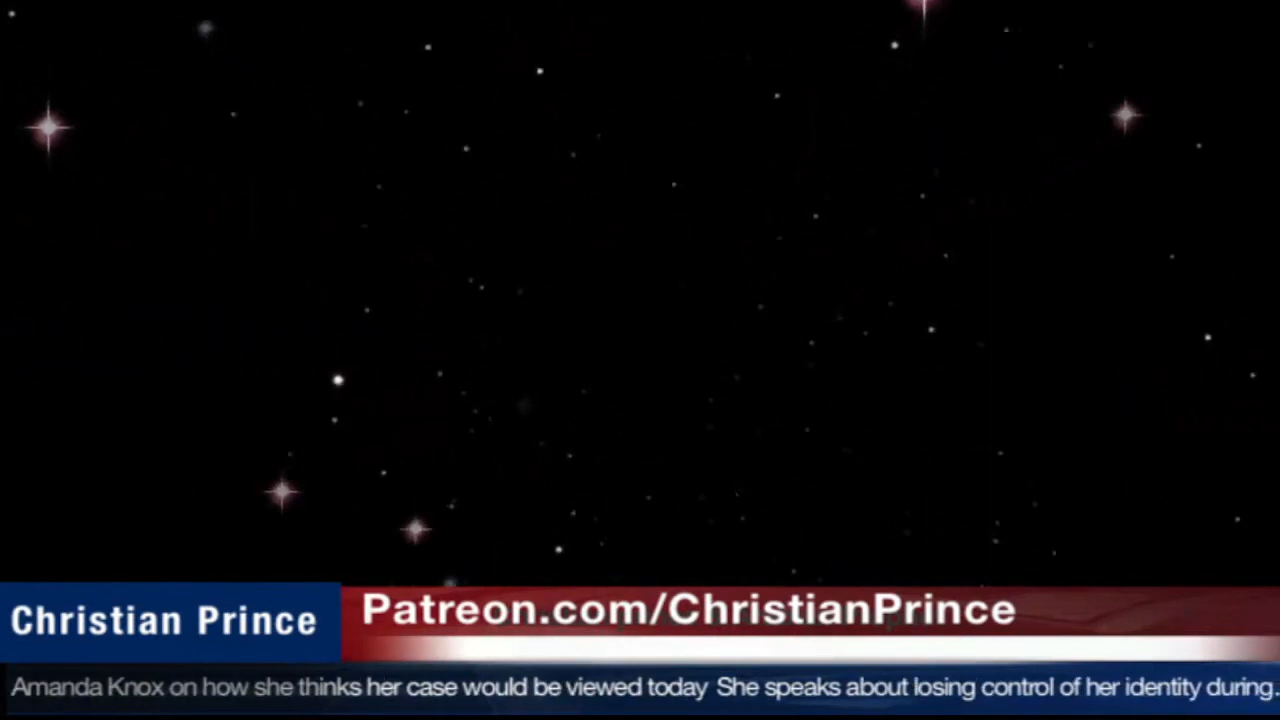 Christian Prince
Patreon.com/ChristianPrince
Amanda Knox on how she thinks her case would be viewed today She speaks about losing control of her identity during.